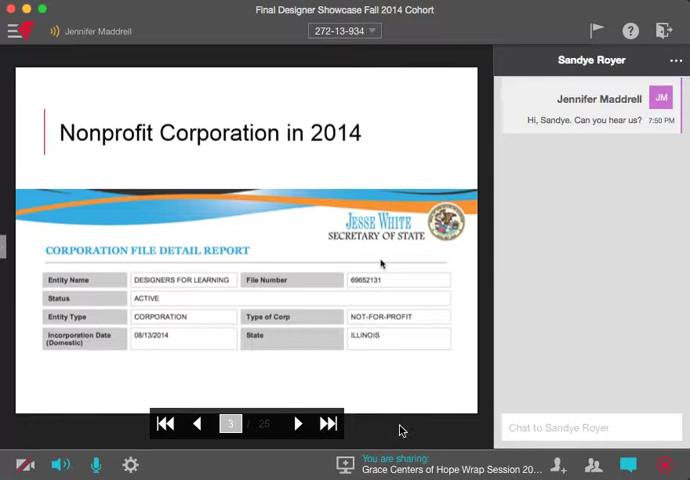 Final Designer Showcase Fall 2014 Cohort
Jennifer Maddrell
272-13-934
?
Sandye Royer
Jennifer Maddrell
JM
Hi, Sandye. Can you hear us? 7:50 PM
Nonprofit Corporation in 2014
JESSE WHITE
SECRETARY OF STATE
CORPORATION FILE DETAIL REPORT
Entity Name DESIGNERS FOR LEARNING File Number 69652131
Status ACTIVE
Entity Type CORPORATION Type of Corp NOT-FOR-PROFIT
Incorporation Date (Domestic) 08/13/2014 State ILLINOIS
3 / 25
Chat to Sandye Royer
You are sharing:
Grace Centers of Hope Wrap Session 20...